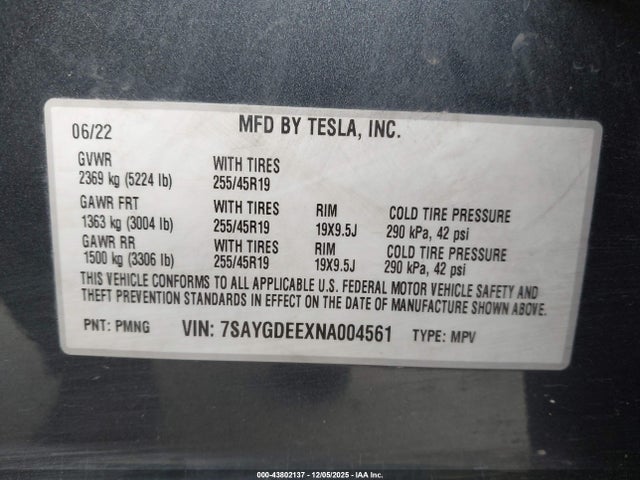 06/22 MFD BY TESLA, INC.
GVWR WITH TIRES
2369 kg (5224 lb) 255/45R19
GAWR FRT WITH TIRES RIM COLD TIRE PRESSURE
1363 kg (3004 lb) 255/45R19 19X9.5J 290 kPa, 42 psi
GAWR RR WITH TIRES RIM COLD TIRE PRESSURE
1500 kg (3306 lb) 255/45R19 19X9.5J 290 kPa, 42 psi
THIS VEHICLE CONFORMS TO ALL APPLICABLE U.S. FEDERAL MOTOR VEHICLE SAFETY AND
THEFT PREVENTION STANDARDS IN EFFECT ON THE DATE OF MANUFACTURE SHOWN ABOVE.
PNT: PMNG VIN: 7SAYGDEEXNA004561 TYPE: MPV
000-43802137 - 12/05/2025 - IAA Inc.